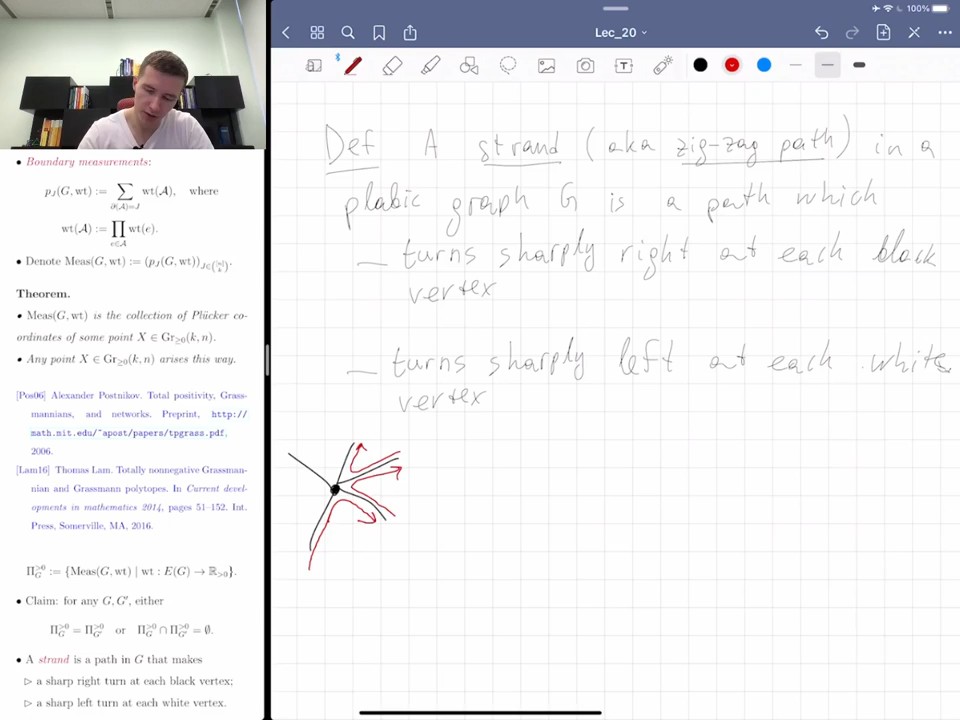 100%
Lec_20
• Boundary measurements:
p_J(G, wt) := ∑_{∂(𝒜)=J} wt(𝒜), where
wt(𝒜) := ∏_{e∈𝒜} wt(e).
• Denote Meas(G, wt) := (p_J(G, wt))_{J∈\binom{[n]}{k}}.
Theorem.
• Meas(G, wt) is the collection of Plücker co-
ordinates of some point X ∈ Gr_{≥0}(k, n).
• Any point X ∈ Gr_{≥0}(k, n) arises this way.
[Pos06] Alexander Postnikov. Total positivity, Grass-
mannians, and networks. Preprint, http://
math.mit.edu/~apost/papers/tpgrass.pdf,
2006.
[Lam16] Thomas Lam. Totally nonnegative Grassman-
nian and Grassmann polytopes. In Current devel-
opments in mathematics 2014, pages 51–152. Int.
Press, Somerville, MA, 2016.
Π_G^{>0} := {Meas(G, wt) | wt : E(G) → ℝ_{>0}}.
• Claim: for any G, G′, either
Π_G^{>0} = Π_{G′}^{>0} or Π_G^{>0} ∩ Π_{G′}^{>0} = ∅.
• A strand is a path in G that makes
▷ a sharp right turn at each black vertex;
▷ a sharp left turn at each white vertex.
Def A strand (aka zig-zag path) in a
plabic graph G is a path which
– turns sharply right at each black
vertex
– turns sharply left at each white
vertex